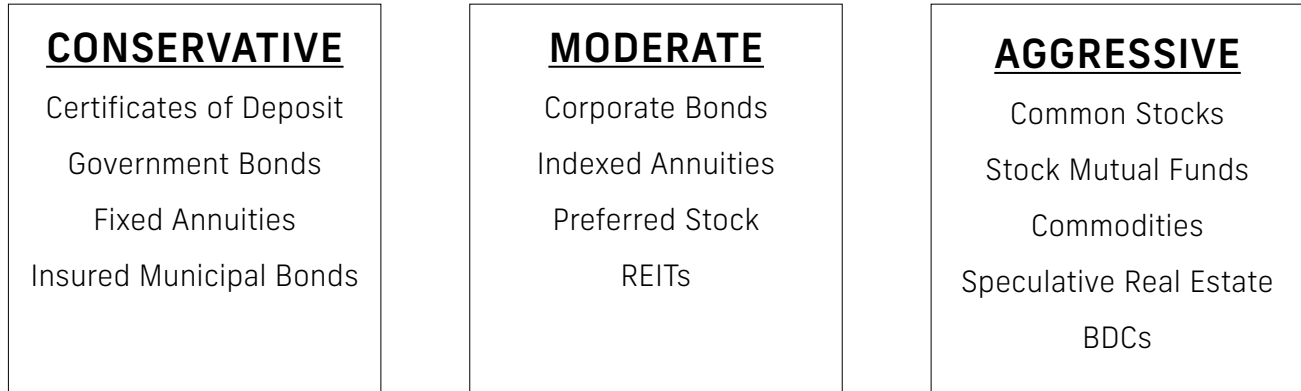 CONSERVATIVE
Certificates of Deposit
Government Bonds
Fixed Annuities
Insured Municipal Bonds
MODERATE
Corporate Bonds
Indexed Annuities
Preferred Stock
REITs
AGGRESSIVE
Common Stocks
Stock Mutual Funds
Commodities
Speculative Real Estate
BDCs